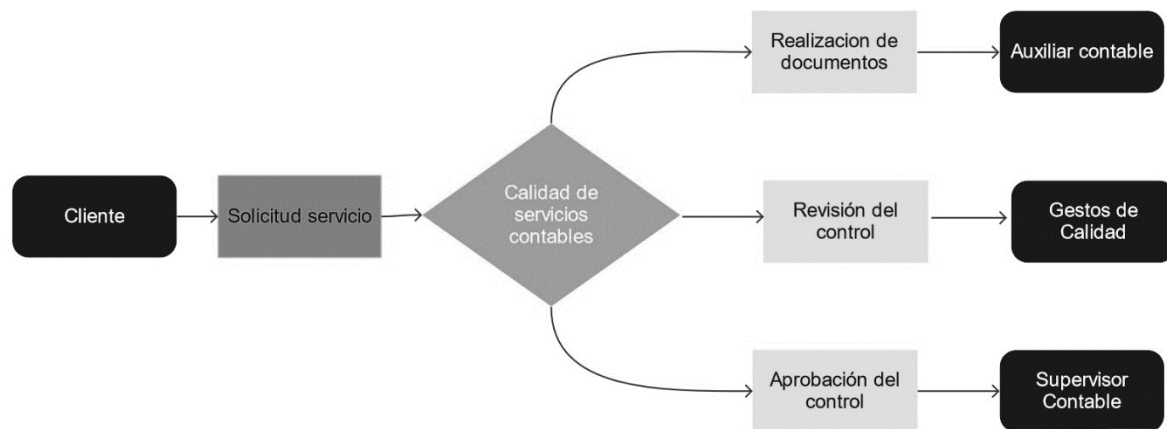 Realizacion de
documentos
Auxiliar contable
Cliente
Solicitud servicio
Calidad de
servicios
contables
Revisión del
control
Gestos de
Calidad
Aprobación del
control
Supervisor
Contable